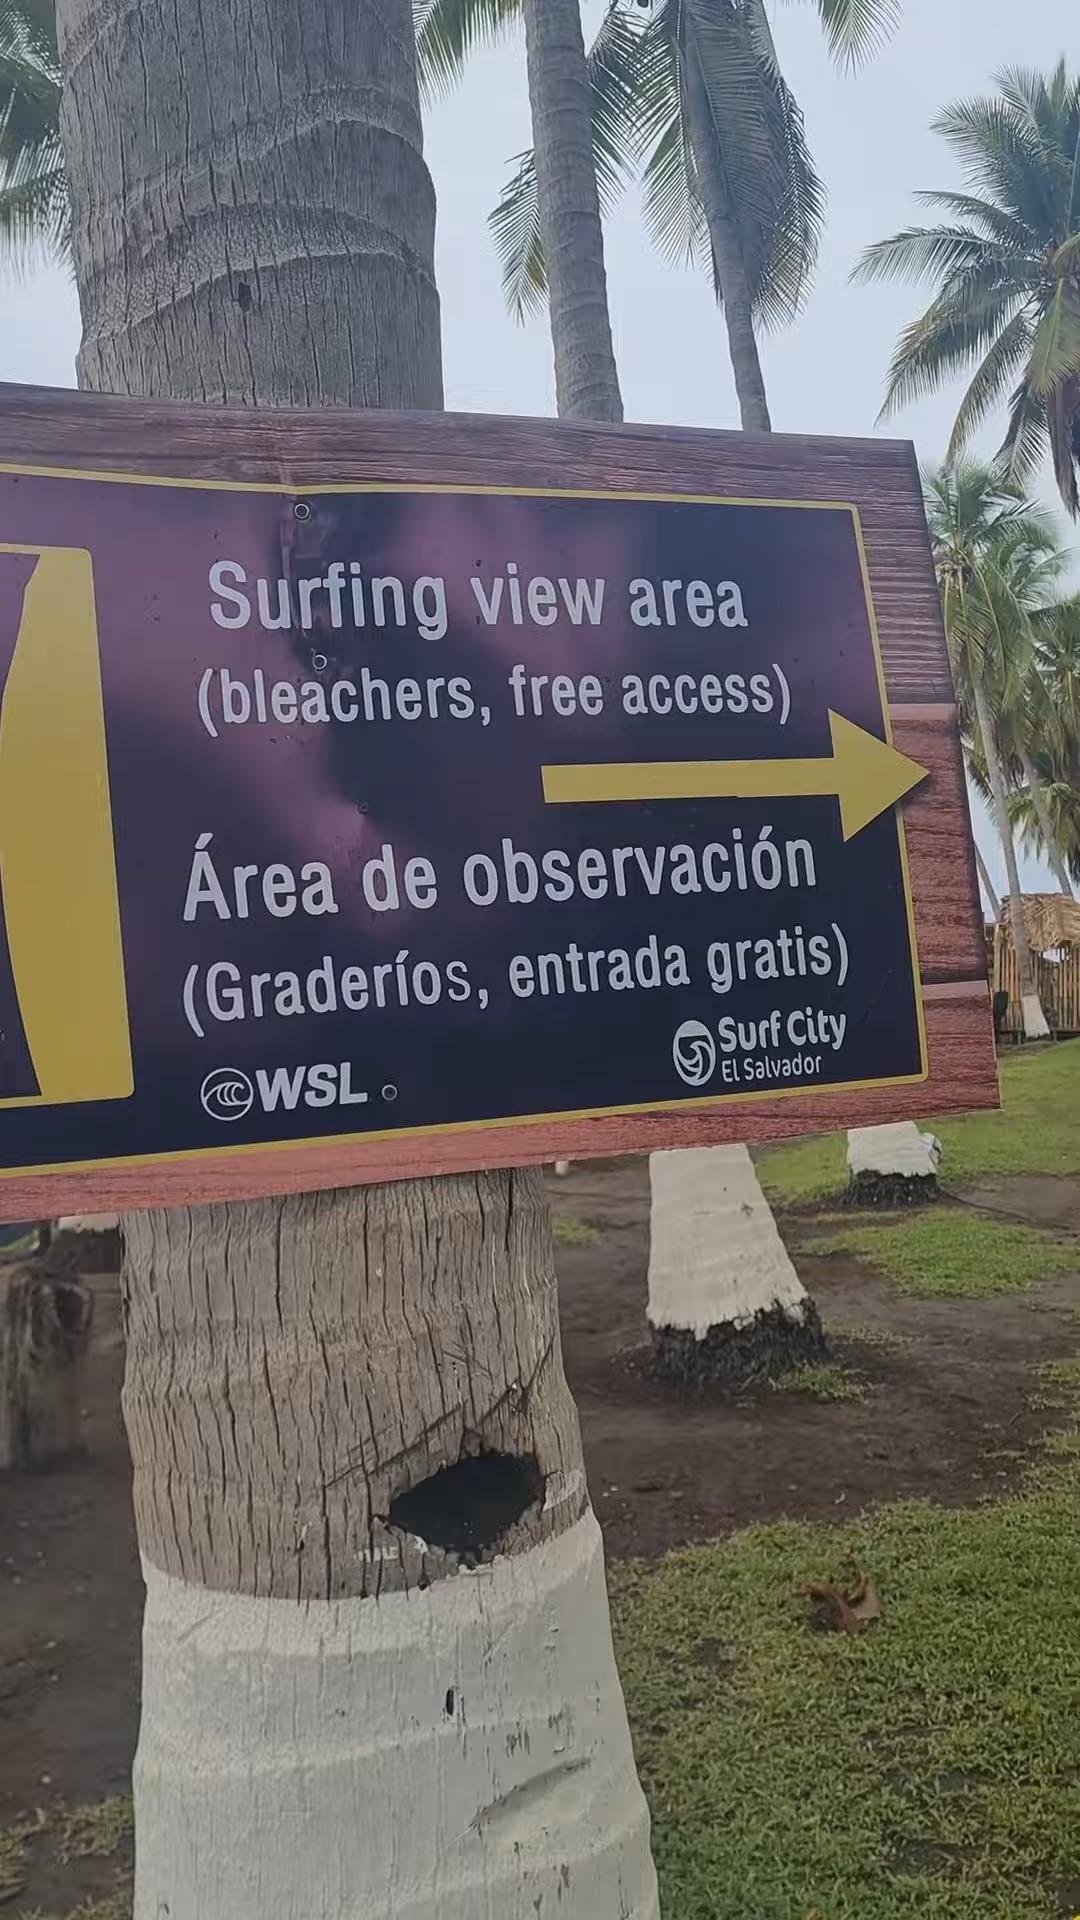 Surfing view area
(bleachers, free access)
Área de observación
(Graderíos, entrada gratis)
WSL
Surf City
El Salvador